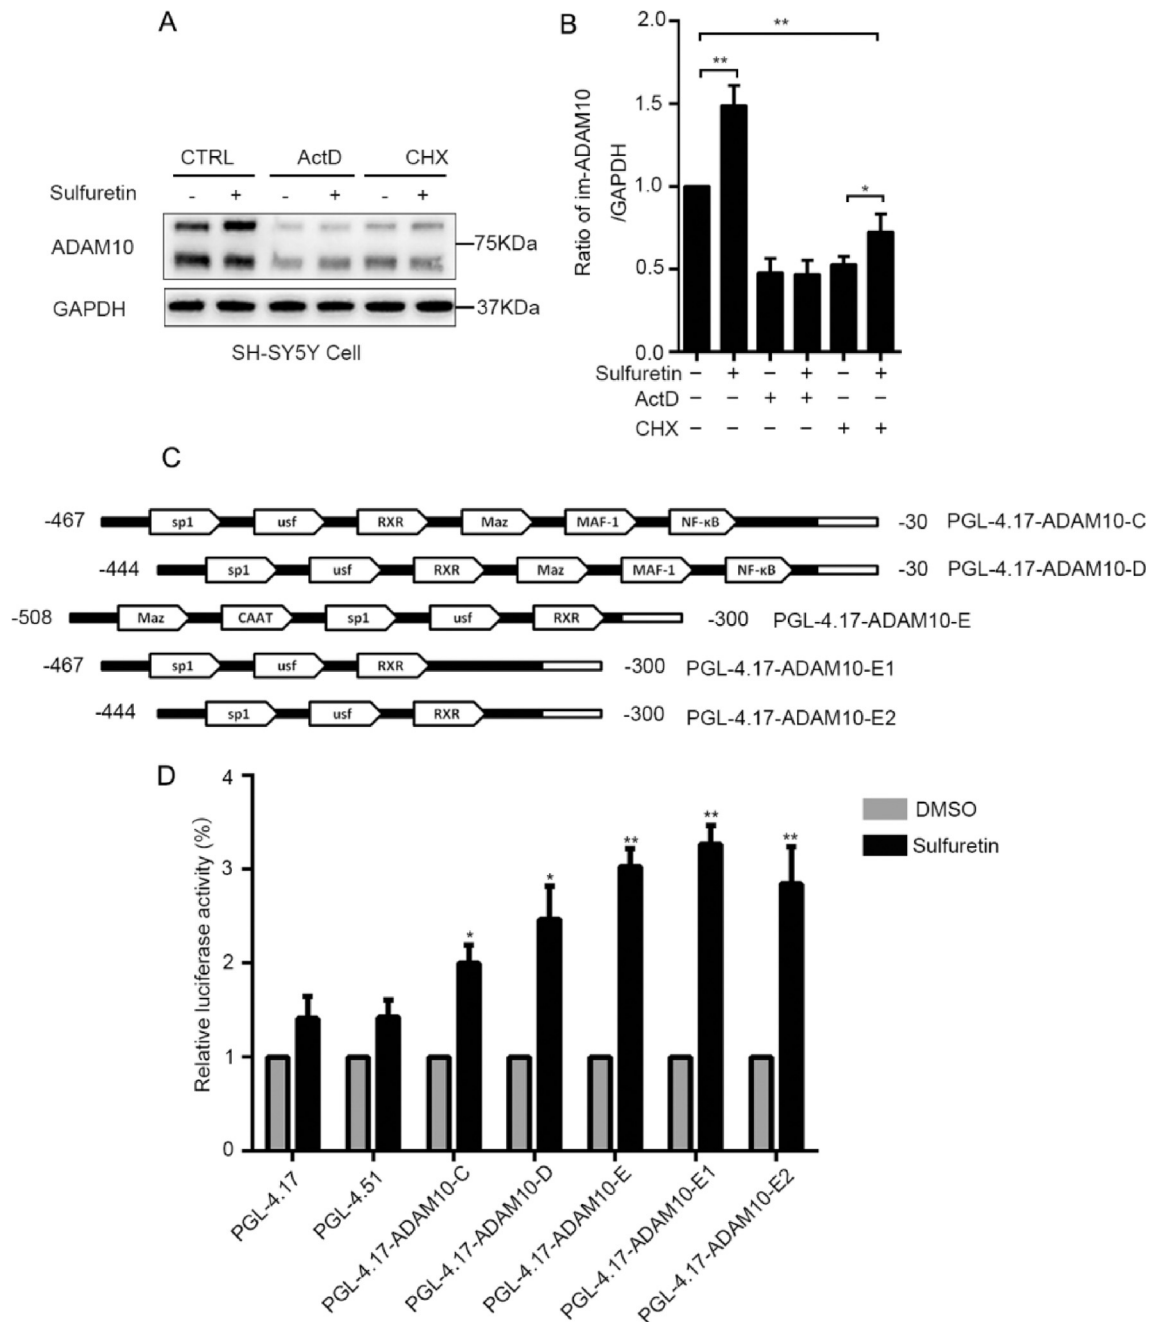 A
CTRL ActD CHX
Sulfuretin - + - + - +
ADAM10
75KDa
GAPDH
37KDa
SH-SY5Y Cell
B
Ratio of im-ADAM10
/GAPDH
2.0
1.5
1.0
0.5
0.0
** ** *
Sulfuretin − + − + − +
ActD − − + + − −
CHX − − − − + +
C
-467 sp1 usf RXR Maz MAF-1 NF-κB -30 PGL-4.17-ADAM10-C
-444 sp1 usf RXR Maz MAF-1 NF-κB -30 PGL-4.17-ADAM10-D
-508 Maz CAAT sp1 usf RXR -300 PGL-4.17-ADAM10-E
-467 sp1 usf RXR -300 PGL-4.17-ADAM10-E1
-444 sp1 usf RXR -300 PGL-4.17-ADAM10-E2
D
Relative luciferase activity (%)
4
3
2
1
0
* * ** ** **
DMSO
Sulfuretin
PGL-4.17
PGL-4.51
PGL-4.17-ADAM10-C
PGL-4.17-ADAM10-D
PGL-4.17-ADAM10-E
PGL-4.17-ADAM10-E1
PGL-4.17-ADAM10-E2